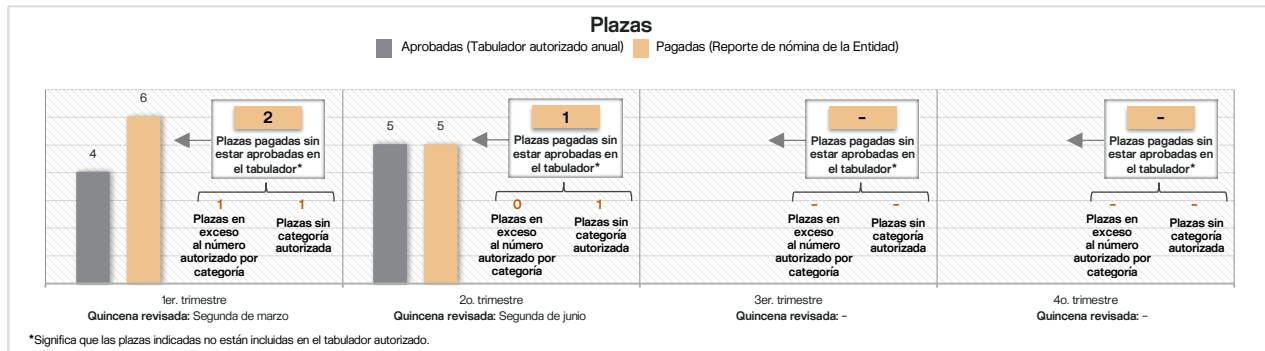 Plazas
Aprobadas (Tabulador autorizado anual) Pagadas (Reporte de nómina de la Entidad)
4
6
2
Plazas pagadas sin
estar aprobadas en
el tabulador*
1
Plazas en
exceso
al número
autorizado por
categoría
1
Plazas sin
categoría
autorizada
1er. trimestre
Quincena revisada: Segunda de marzo
5
5
1
Plazas pagadas sin
estar aprobadas en
el tabulador*
0
Plazas en
exceso
al número
autorizado por
categoría
1
Plazas sin
categoría
autorizada
2o. trimestre
Quincena revisada: Segunda de junio
-
Plazas pagadas sin
estar aprobadas en
el tabulador*
-
Plazas en
exceso
al número
autorizado por
categoría
-
Plazas sin
categoría
autorizada
3er. trimestre
Quincena revisada: -
-
Plazas pagadas sin
estar aprobadas en
el tabulador*
-
Plazas en
exceso
al número
autorizado por
categoría
-
Plazas sin
categoría
autorizada
4o. trimestre
Quincena revisada: -
*Significa que las plazas indicadas no están incluidas en el tabulador autorizado.